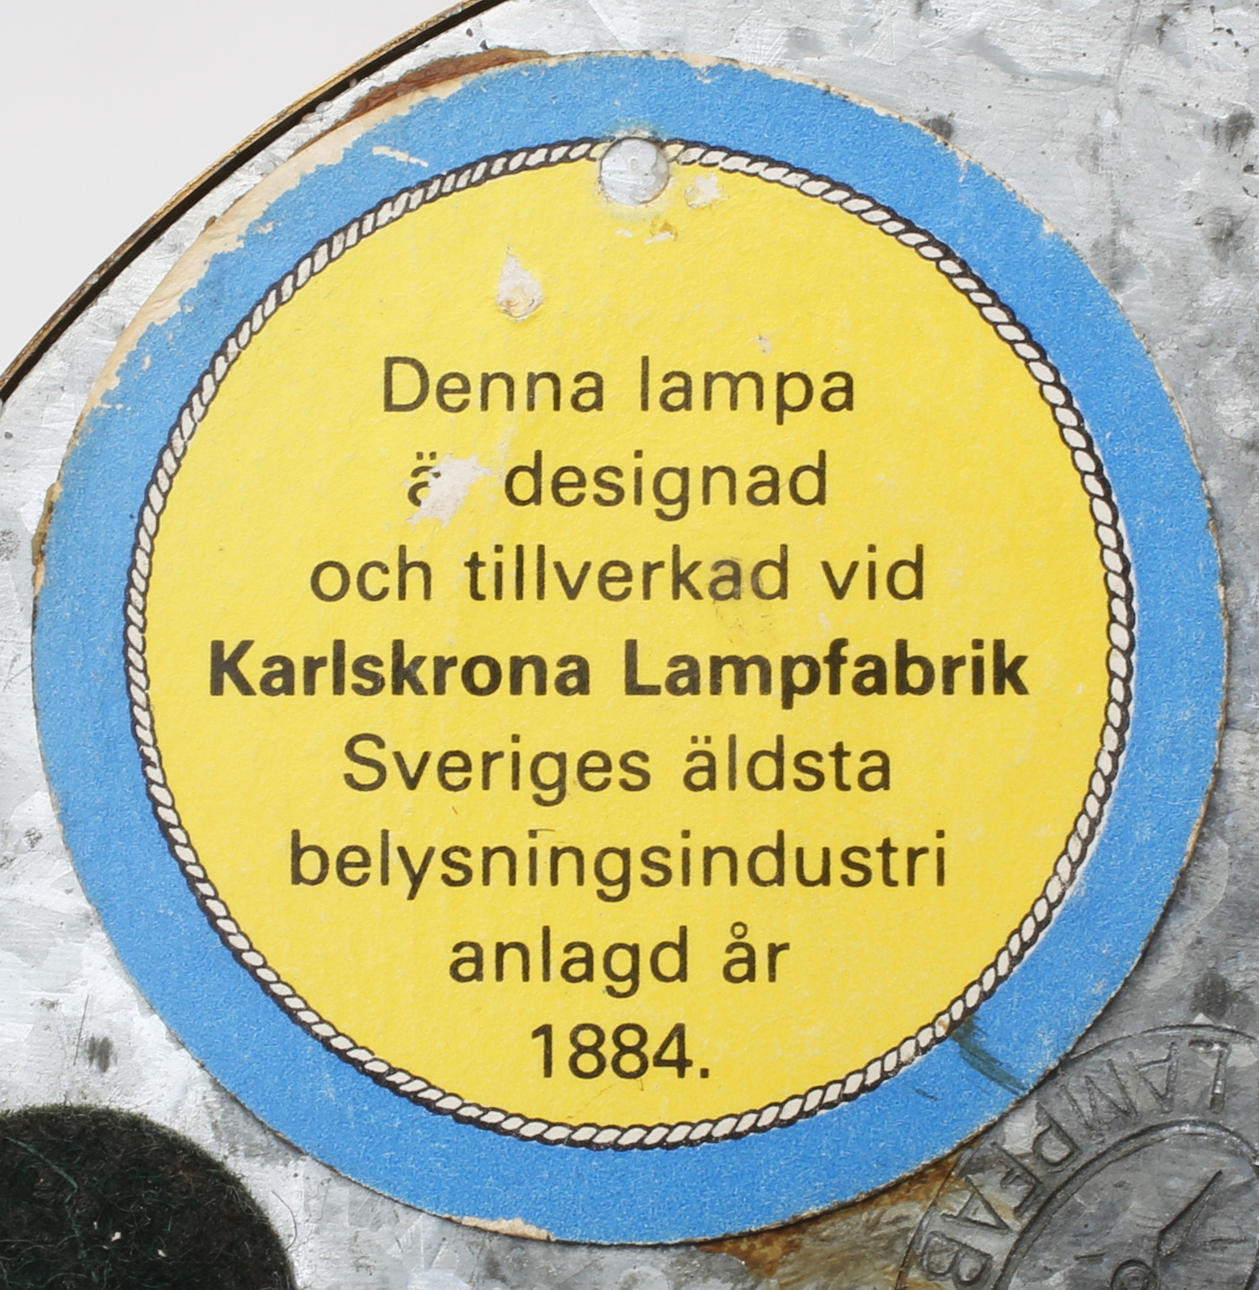 Denna lampa
designad
och tillverkad vid
Karlskrona Lampfabrik
Sveriges äldsta
belysningsindustri
anlagd år
1884.
LAMPFAB